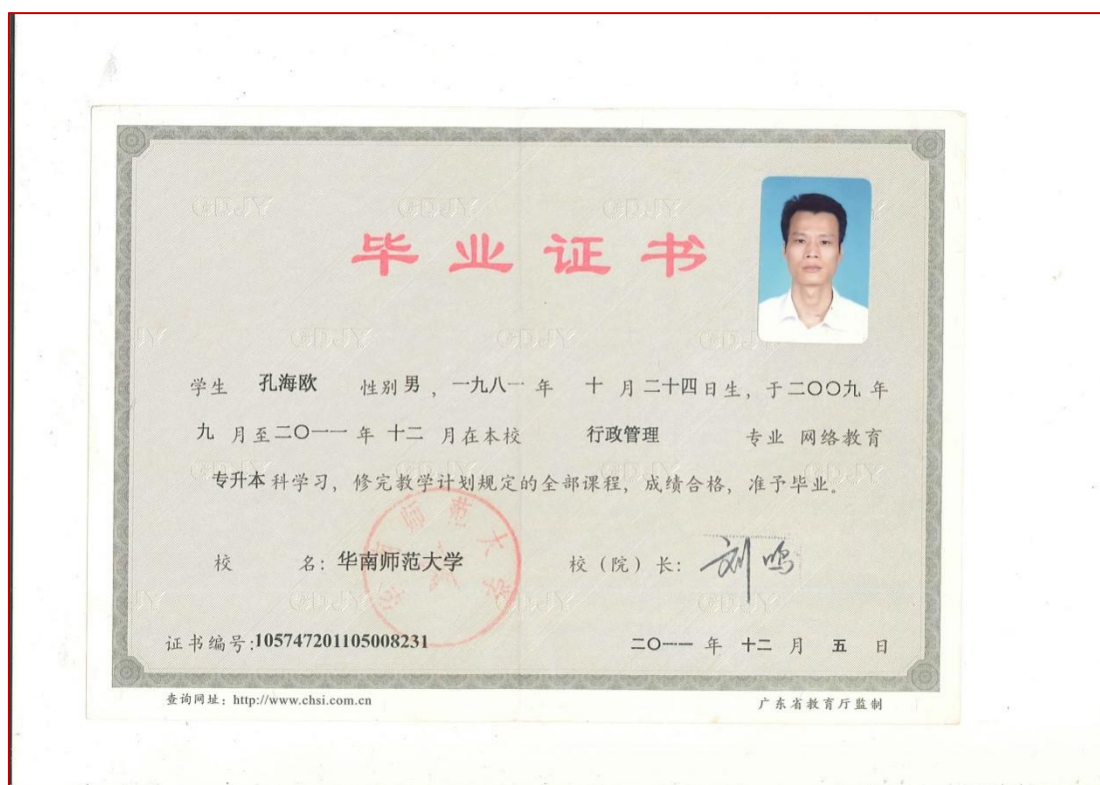 毕业证书
学生 孔海欧 性别 男 , 一九八一 年 十 月 二十四 日生, 于 二〇〇九 年
九 月至 二〇一一 年 十二 月在本校 行政管理 专业 网络教育
专升本 科学习, 修完教学计划规定的全部课程, 成绩合格, 准予毕业。
校 名: 华南师范大学 校（院）长: 刘鸣
证书编号:105747201105008231 二〇一一 年 十二 月 五 日
查询网址: http://www.chsi.com.cn 广东省教育厅监制
GDJY